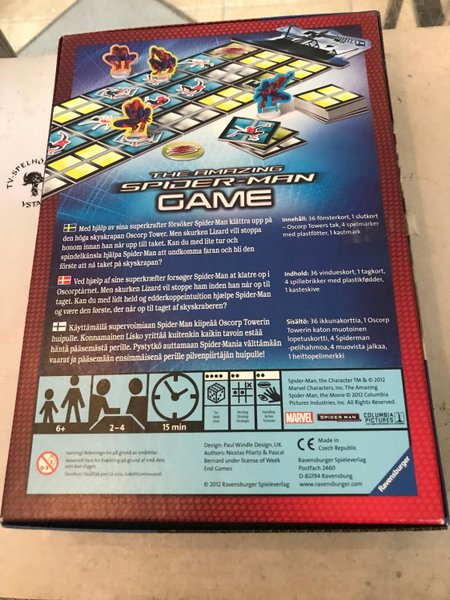 TV-SPELHÖ
THE AMAZING
SPIDER-MAN
GAME
Med hjälp av sina superkrafter försöker Spider-Man klättra upp på
den höga skyskrapan Oscorp Tower. Men skurken Lizard vill stoppa
honom innan han når upp till taket. Kan du med lite tur och
spindelkänsla hjälpa Spider-Man att undkomma faran och bli den
första att nå taket på skyskrapan?
Innehåll: 36 fönsterkort, 1 slutkort
- Oscorp Towers tak, 4 spelmarker
med plastfötter, 1 kastmark
Ved hjælp af sine superkræfter forsøger Spider-Man at klatre op i
Oscorptårnet. Men skurken Lizard vil stoppe ham inden han når op til
taget. Kan du med lidt held og edderkoppeintuition hjælpe Spider-Man
og være den første, der når op til taget af skyskraberen?
Indhold: 36 vindueskort, 1 tagkort,
4 spillebrikker med plastikfødder,
1 kasteskive
Käyttämällä supervoimiaan Spider-Man kiipeää Oscorp Towerin
huipulle. Konnamainen Lisko yrittää kuitenkin kaikin tavoin estää
häntä pääsemästä perille. Pystytkö auttamaan Spider-Mania välttämään
vaarat ja pääsemään ensimmäisenä perille pilvenpiirtäjän huipulle!
Sisältö: 36 ikkunakorttia, 1 Oscorp
Towerin katon muotoinen
lopetuskortti, 4 Spiderman
-pelihahmoa, 4 muovista jalkaa,
1 heittopelimerkki
6+
2–4
15 min
Spider-Man, the Character TM & © 2012
Marvel Characters, Inc. The Amazing
Spider-Man, the Movie © 2012 Columbia
Pictures Industries, Inc. All Rights Reserved.
MARVEL
SPIDER-MAN
COLUMBIA
PICTURES
0-3
Design: Paul Windle Design, UK
Authors: Nicolas Pilartz & Pascal
Bernard under license of Week
End Games
© 2012 Ravensburger Spieleverlag
CE
Made in
Czech Republic
Ravensburger Spieleverlag
Postfach 2460
D-88194 Ravensburg
www.ravensburger.com
Ravensburger